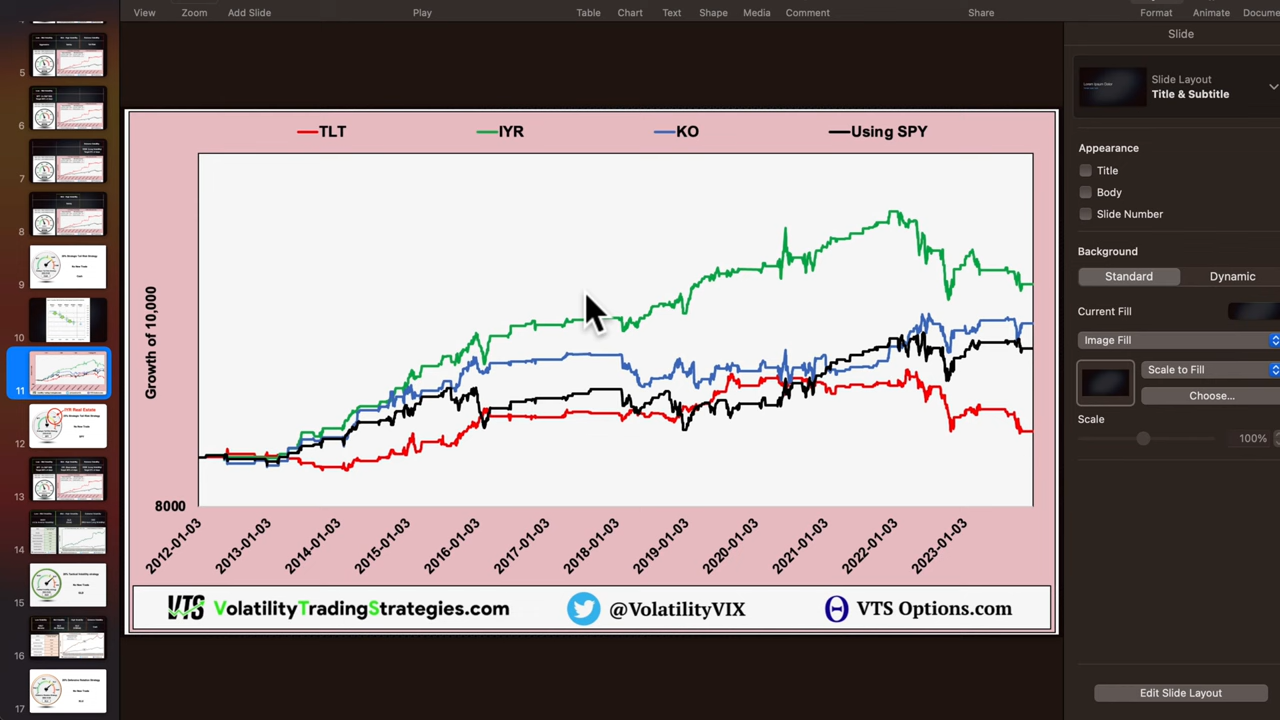 View Zoom Add Slide Play Table Chart Text Shape Media Comment Share Format Animate Docume
Slide
Slide Layout
Title & Subtitle
Appearance
Title
Body
Slide Number
Background
Standard Dynamic
Current Fill
Image Fill
Scale to Fill
Choose...
Scale
100%
Edit Slide Layout
5
6
7
8
9
10
11
12
13
14
15
16
17
IYR Real Estate
TLT IYR KO Using SPY
Growth of 10,000
8000
2012-01-03 2013-01-03 2014-01-03 2015-01-03 2016-01-03 2017-01-03 2018-01-03 2019-01-03 2020-01-03 2021-01-03 2022-01-03 2023-01-03
VTS VolatilityTradingStrategies.com @VolatilityVIX VTS Options.com